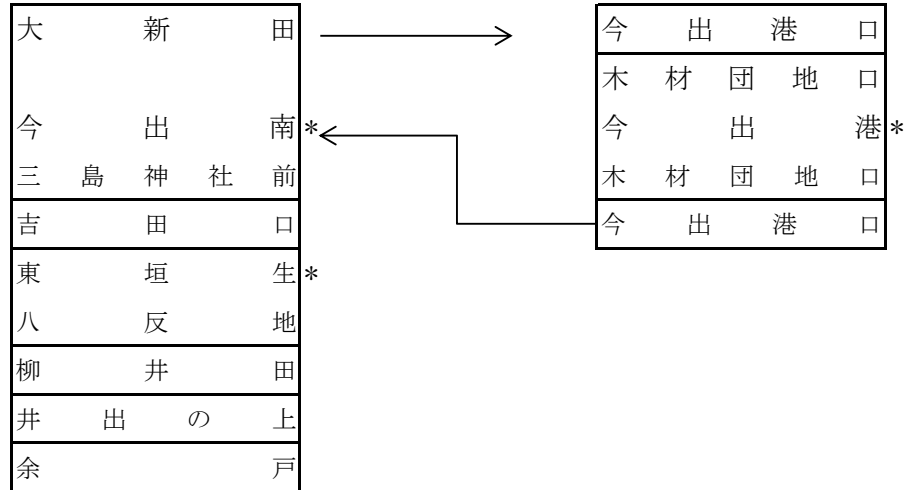 大新田
今出南*
三島神社前
吉田口
東垣生*
八反地
柳井田
井出の上
余戸
今出港口
木材団地口
今出港*
木材団地口
今出港口